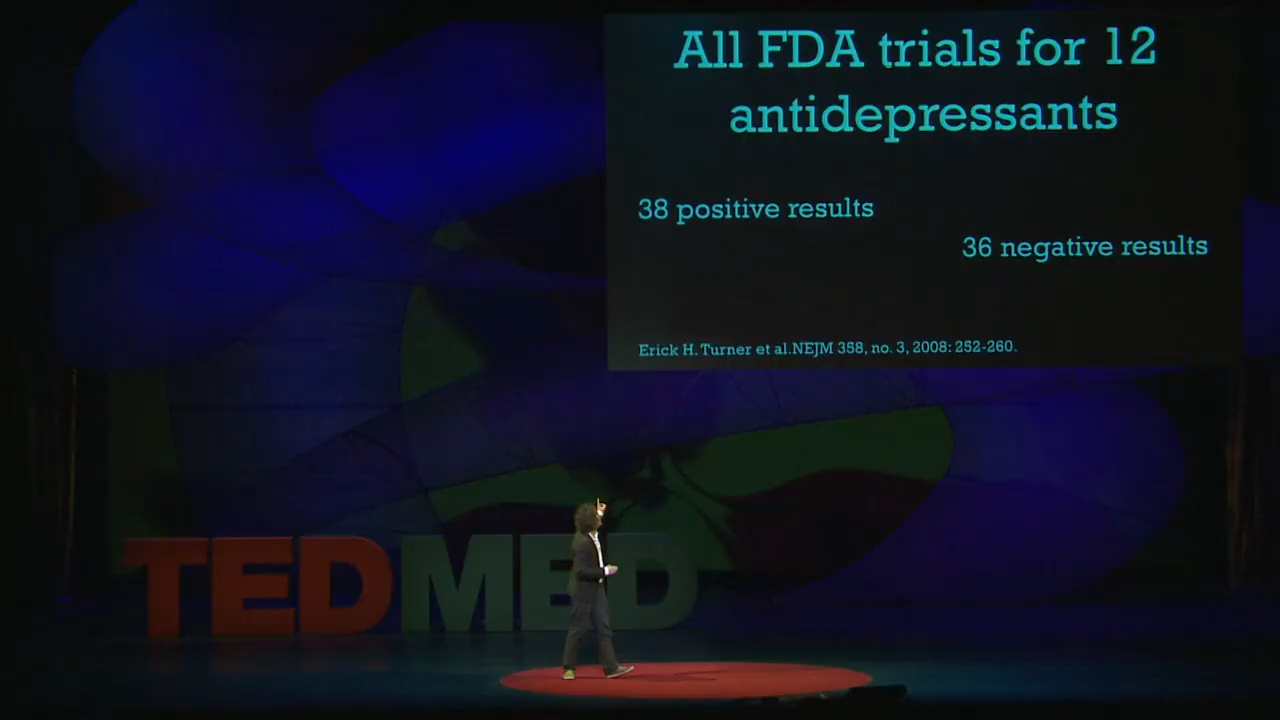 All FDA trials for 12
antidepressants
38 positive results
36 negative results
Erick H. Turner et al.NEJM 358, no. 3, 2008: 252-260.
TEDMED